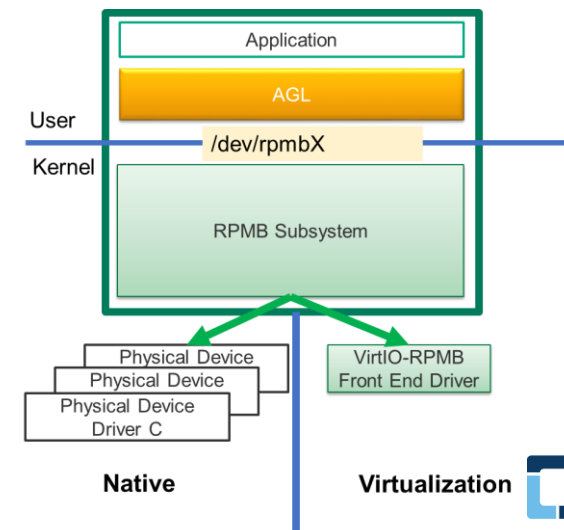 Application
AGL
User
/dev/rpmbX
Kernel
RPMB Subsystem
Physical Device
Physical Device
Physical Device
Driver C
VirtIO-RPMB
Front End Driver
Native
Virtualization